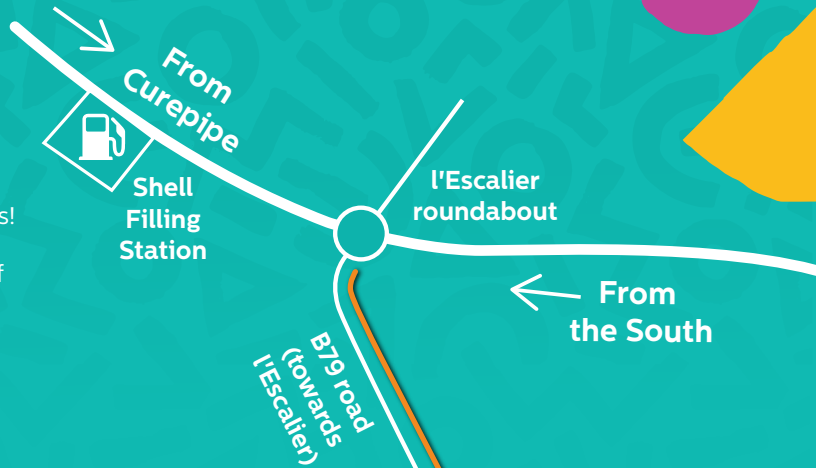 From
Curepipe
Shell
Filling
Station
s!
f
l'Escalier
roundabout
From
the South
B79 road
(towards
l'Escalier)